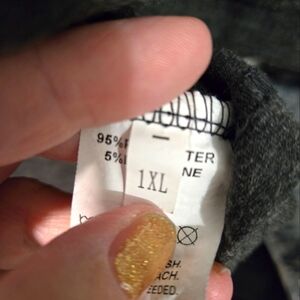 95%
TER
5%
NE
1XL
SH.
ACH.
EEDED.